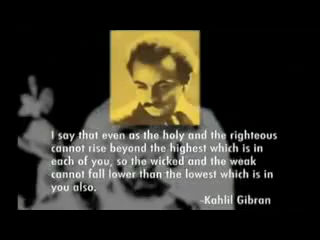 I say that even as the holy and the righteous
cannot rise beyond the highest which is in
each of you, so the wicked and the weak
cannot fall lower than the lowest which is in
you also.
-Kahlil Gibran